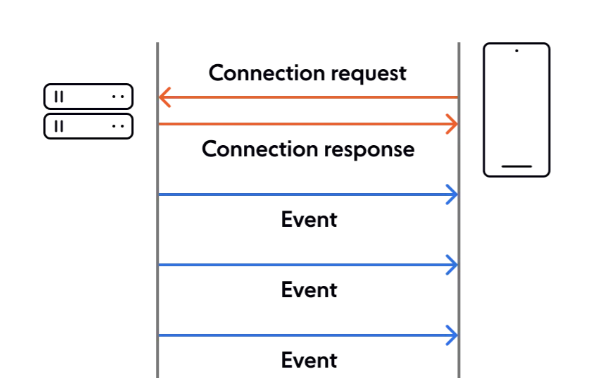 Connection request
Connection response
Event
Event
Event